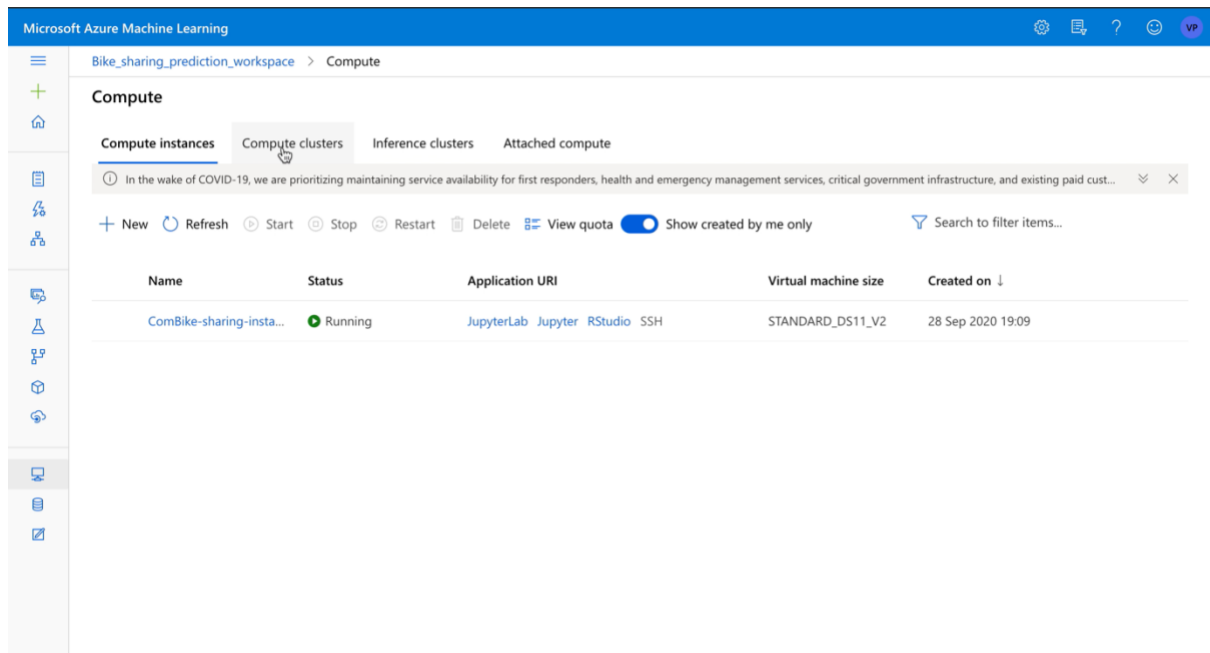 Microsoft Azure Machine Learning
VP
Bike_sharing_prediction_workspace > Compute
Compute
Compute instances Compute clusters Inference clusters Attached compute
In the wake of COVID-19, we are prioritizing maintaining service availability for first responders, health and emergency management services, critical government infrastructure, and existing paid cust...
New Refresh Start Stop Restart Delete View quota Show created by me only Search to filter items...
Name Status Application URI Virtual machine size Created on ↓
ComBike-sharing-insta... Running JupyterLab Jupyter RStudio SSH STANDARD_DS11_V2 28 Sep 2020 19:09